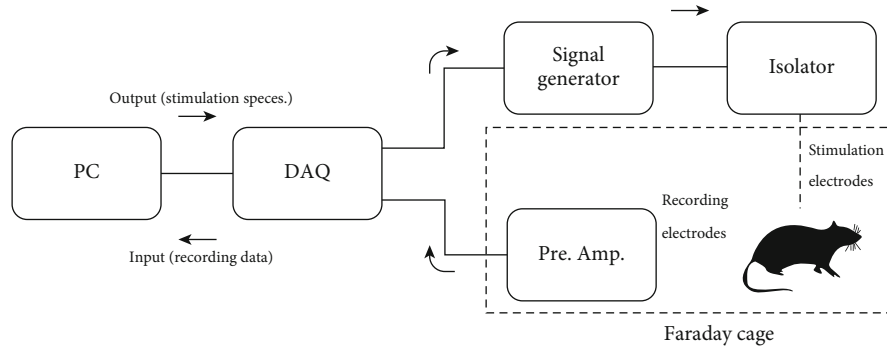 Signal
generator
Isolator
Output (stimulation speces.)
PC
DAQ
Stimulation
electrodes
Recording
electrodes
Input (recording data)
Pre. Amp.
Faraday cage